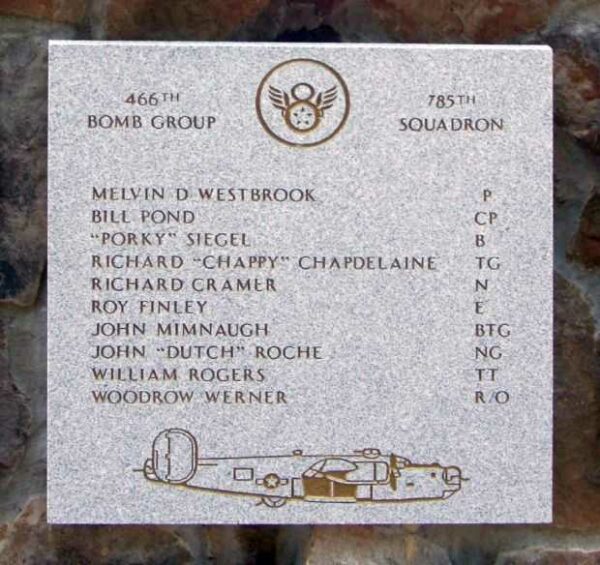 466TH 785TH
BOMB GROUP SQUADRON
MELVIN D WESTBROOK P
BILL POND CP
"PORKY" SIEGEL B
RICHARD "CHAPPY" CHAPDELAINE TG
RICHARD CRAMER N
ROY FINLEY E
JOHN MIMNAUGH BTG
JOHN "DUTCH" ROCHE NG
WILLIAM ROGERS TT
WOODROW WERNER R/O